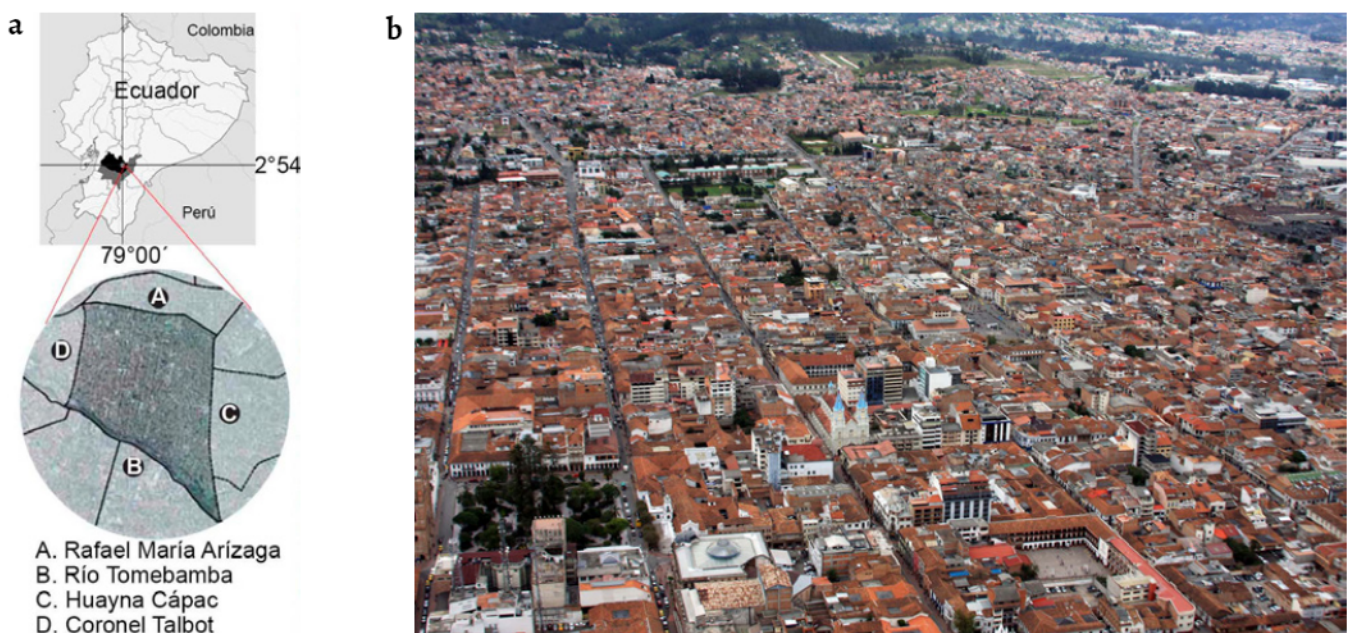 a
Colombia
Ecuador
2°54
Perú
79°00´
A
D
C
B
A. Rafael María Arízaga
B. Río Tomebamba
C. Huayna Cápac
D. Coronel Talbot
b